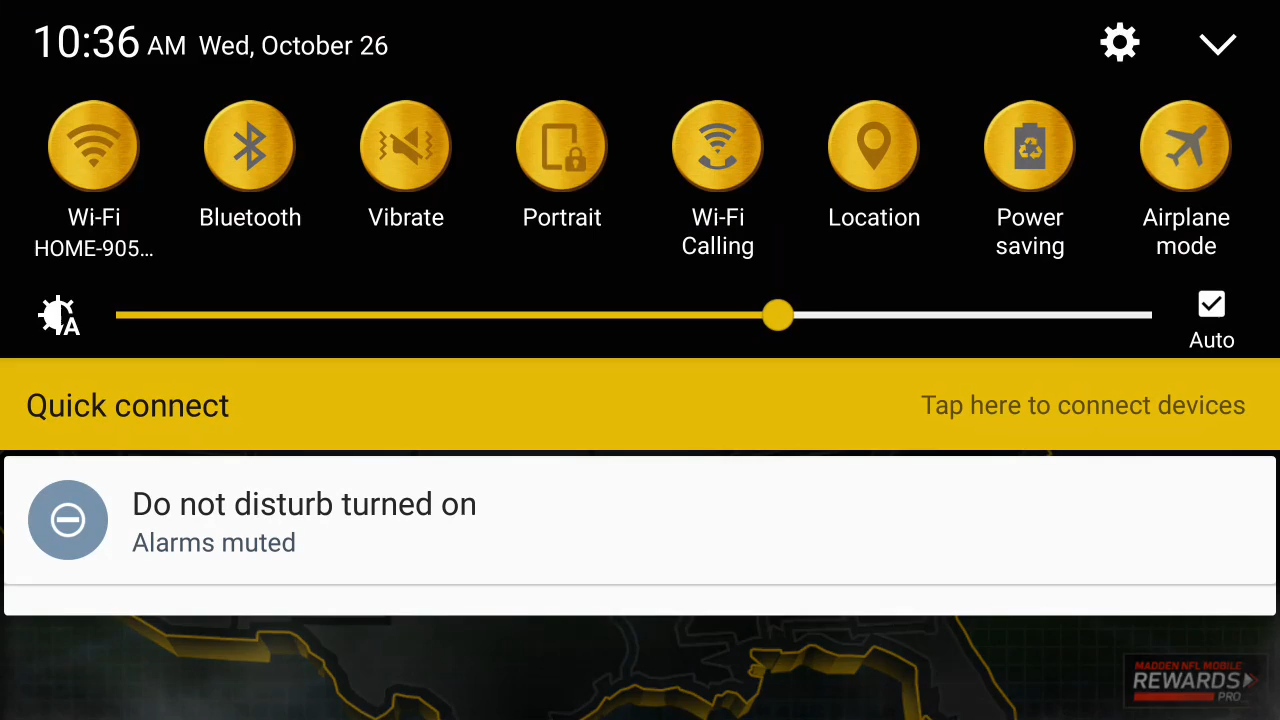 10:36 AM Wed, October 26
Wi-Fi
HOME-905...
Bluetooth
Vibrate
Portrait
Wi-Fi
Calling
Location
Power
saving
Airplane
mode
A
Auto
Quick connect
Tap here to connect devices
Do not disturb turned on
Alarms muted
MADDEN NFL MOBILE
REWARDS
PRO